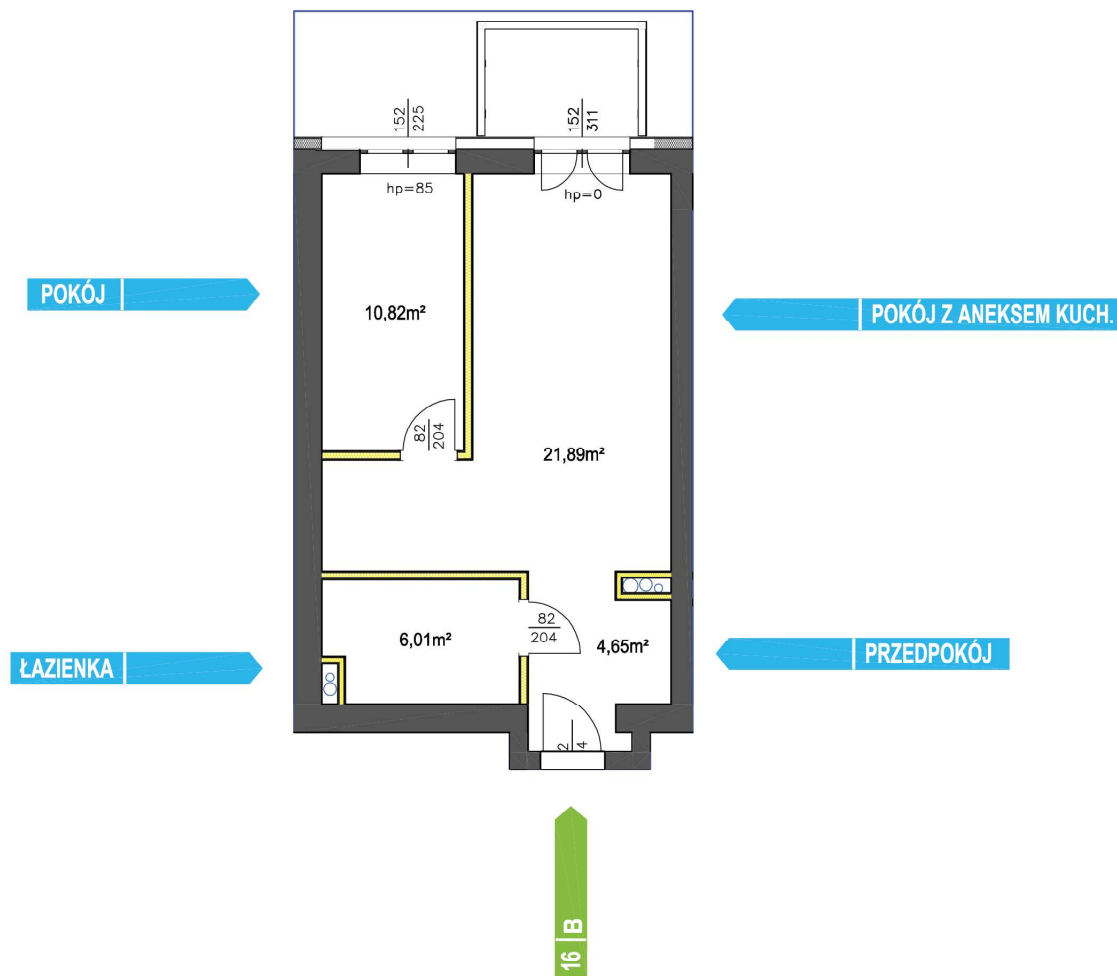 152
225
152
311
hp=85
hp=0
POKÓJ
10,82m²
POKÓJ Z ANEKSEM KUCH.
82
204
21,89m²
82
204
6,01m²
4,65m²
ŁAZIENKA
PRZEDPOKÓJ
2
4
16 B